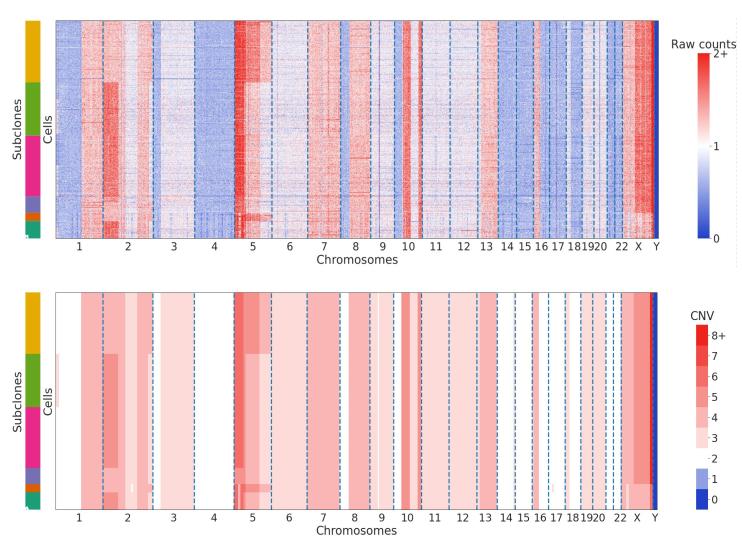 Raw counts
2+
1
0
Subclones
Cells
1 2 3 4 5 6 7 8 9 10 11 12 13 14 15 16 17 18 19 20 22 X Y
Chromosomes
CNV
8+
7
6
5
4
3
2
1
0
Subclones
Cells
1 2 3 4 5 6 7 8 9 10 11 12 13 14 15 16 17 18 19 20 22 X Y
Chromosomes